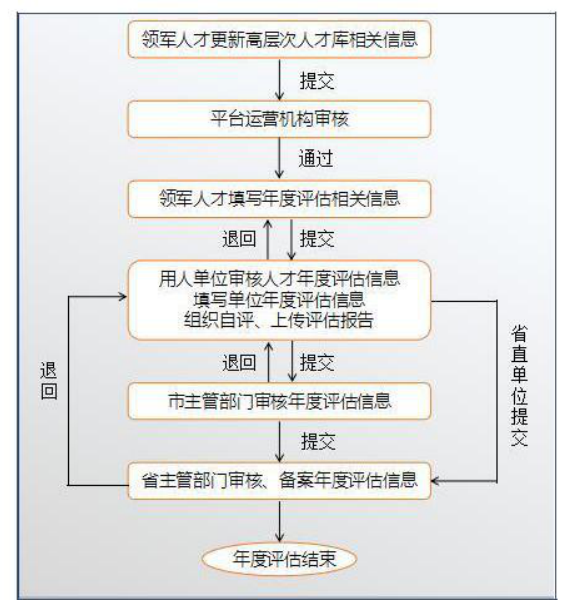 领军人才更新高层次人才库相关信息
提交
平台运营机构审核
通过
领军人才填写年度评估相关信息
退回
提交
用人单位审核人才年度评估信息
填写单位年度评估信息
组织自评、上传评估报告
退回
省直单位提交
退回
提交
市主管部门审核年度评估信息
提交
省主管部门审核、备案年度评估信息
年度评估结束